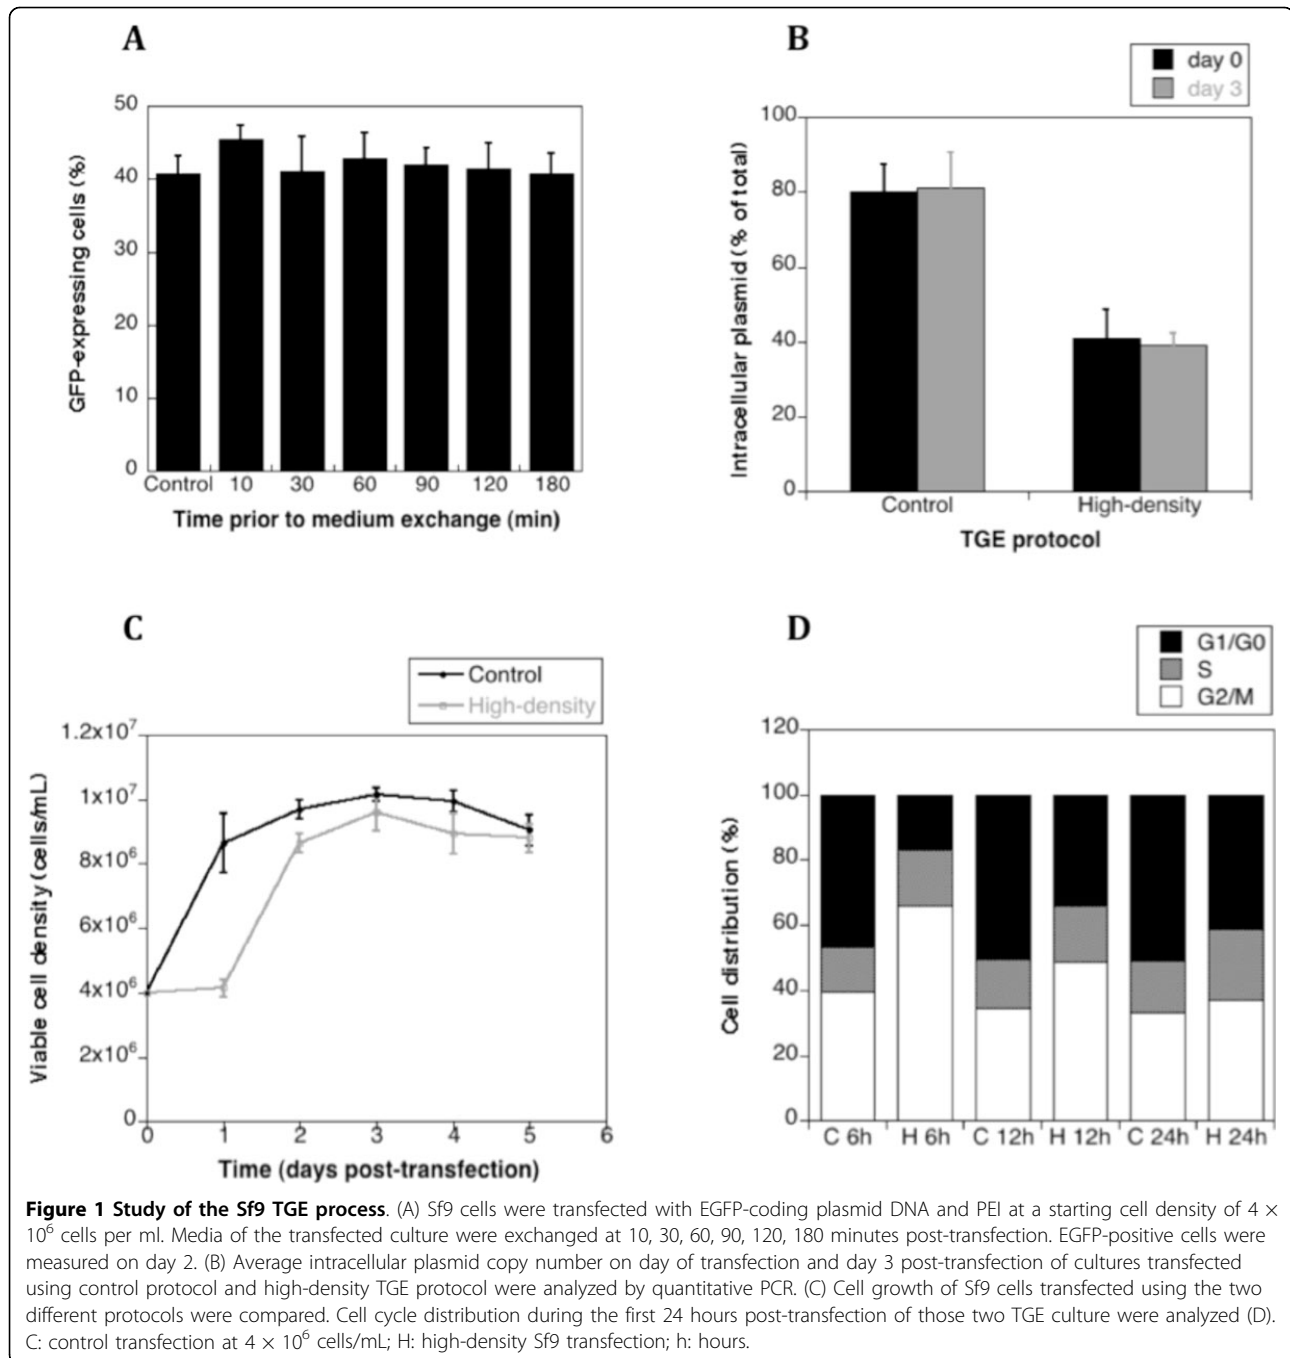 A
GFP-expressing cells (%)
50
40
30
20
10
0
Control 10 30 60 90 120 180
Time prior to medium exchange (min)
B
day 0
day 3
Intracellular plasmid (% of total)
100
80
60
40
20
0
Control High-density
TGE protocol
C
Control
High-density
Viable cell density (cells/mL)
1.2x10⁷
1x10⁷
8x10⁶
6x10⁶
4x10⁶
2x10⁶
0
0 1 2 3 4 5 6
Time (days post-transfection)
D
G1/G0
S
G2/M
Cell distribution (%)
120
100
80
60
40
20
0
C 6h H 6h C 12h H 12h C 24h H 24h
Figure 1 Study of the Sf9 TGE process. (A) Sf9 cells were transfected with EGFP-coding plasmid DNA and PEI at a starting cell density of 4 ×
10⁶ cells per ml. Media of the transfected culture were exchanged at 10, 30, 60, 90, 120, 180 minutes post-transfection. EGFP-positive cells were
measured on day 2. (B) Average intracellular plasmid copy number on day of transfection and day 3 post-transfection of cultures transfected
using control protocol and high-density TGE protocol were analyzed by quantitative PCR. (C) Cell growth of Sf9 cells transfected using the two
different protocols were compared. Cell cycle distribution during the first 24 hours post-transfection of those two TGE culture were analyzed (D).
C: control transfection at 4 × 10⁶ cells/mL; H: high-density Sf9 transfection; h: hours.